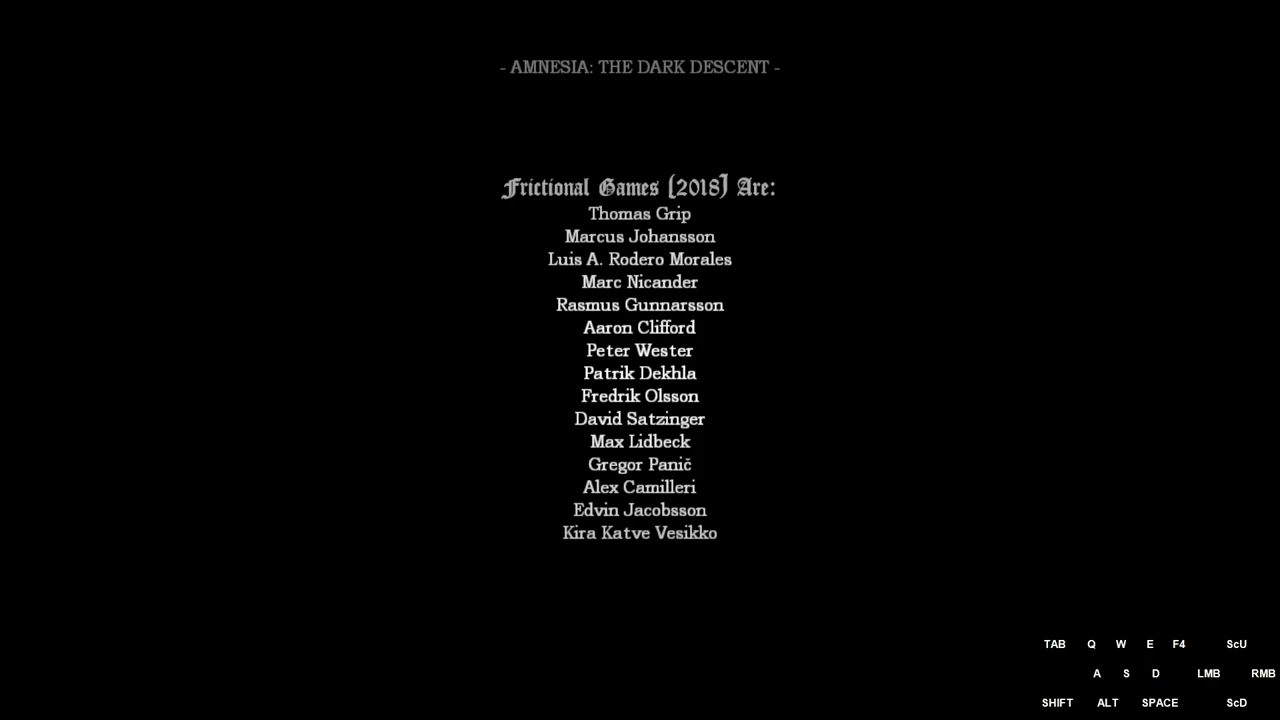 - AMNESIA: THE DARK DESCENT -
Frictional Games (2018) Are:
Thomas Grip
Marcus Johansson
Luis A. Rodero Morales
Marc Nicander
Rasmus Gunnarsson
Aaron Clifford
Peter Wester
Patrik Dekhla
Fredrik Olsson
David Satzinger
Max Lidbeck
Gregor Panič
Alex Camilleri
Edvin Jacobsson
Kira Katve Vesikko
TAB Q W E F4 ScU
A S D LMB RMB
SHIFT ALT SPACE ScD